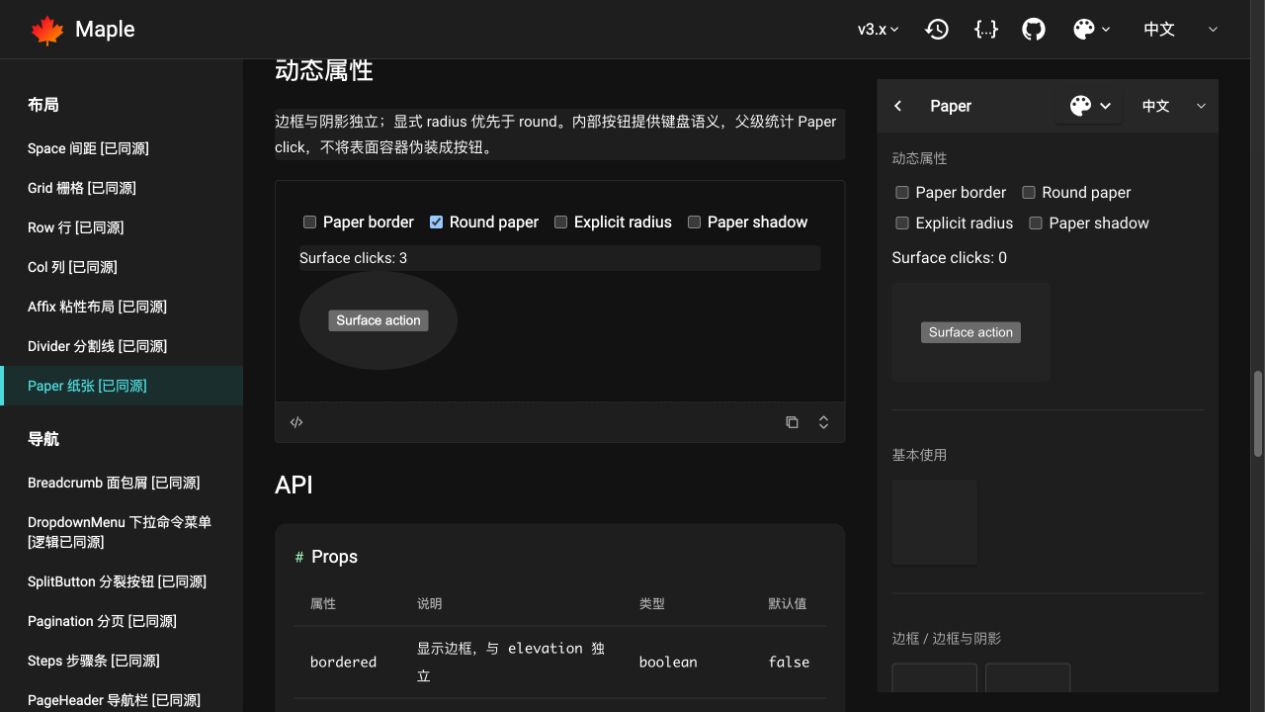 Maple
v3.x
{...}
中文
布局
Space 间距 [已同源]
Grid 栅格 [已同源]
Row 行 [已同源]
Col 列 [已同源]
Affix 粘性布局 [已同源]
Divider 分割线 [已同源]
Paper 纸张 [已同源]
导航
Breadcrumb 面包屑 [已同源]
DropdownMenu 下拉命令菜单
[逻辑已同源]
SplitButton 分裂按钮 [已同源]
Pagination 分页 [已同源]
Steps 步骤条 [已同源]
PageHeader 导航栏 [已同源]
动态属性
边框与阴影独立；显式 radius 优先于 round。内部按钮提供键盘语义，父级统计 Paper
click，不将表面容器伪装成按钮。
Paper border Round paper Explicit radius Paper shadow
Surface clicks: 3
Surface action
</>
API
# Props
属性 说明 类型 默认值
bordered 显示边框，与 elevation 独 boolean false
立
Paper
中文
动态属性
Paper border Round paper
Explicit radius Paper shadow
Surface clicks: 0
Surface action
基本使用
边框 / 边框与阴影